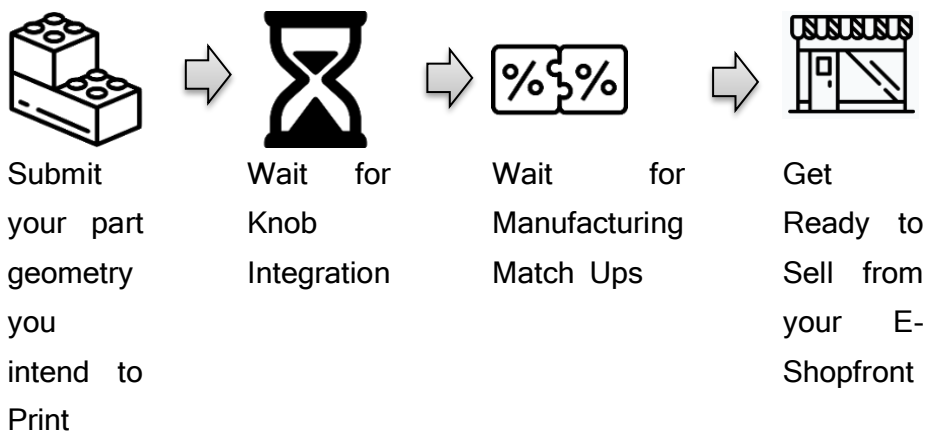 % %
Submit
your part
geometry
you
intend to
Print
Wait for
Knob
Integration
Wait for
Manufacturing
Match Ups
Get
Ready to
Sell from
your E-
Shopfront